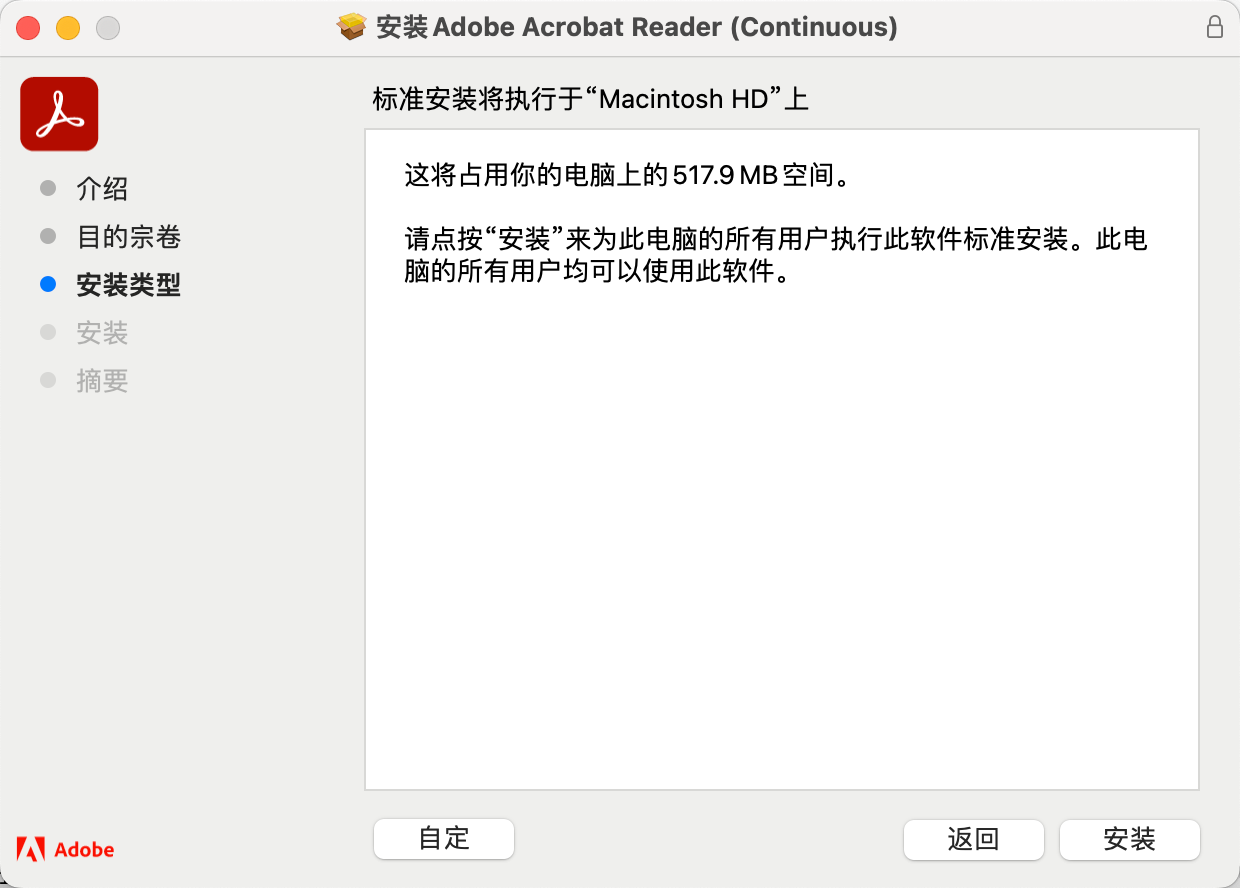 安装 Adobe Acrobat Reader (Continuous)
标准安装将执行于“Macintosh HD”上
介绍
目的宗卷
安装类型
安装
摘要
这将占用你的电脑上的 517.9 MB 空间。
请点按“安装”来为此电脑的所有用户执行此软件标准安装。此电
脑的所有用户均可以使用此软件。
Adobe
自定
返回
安装